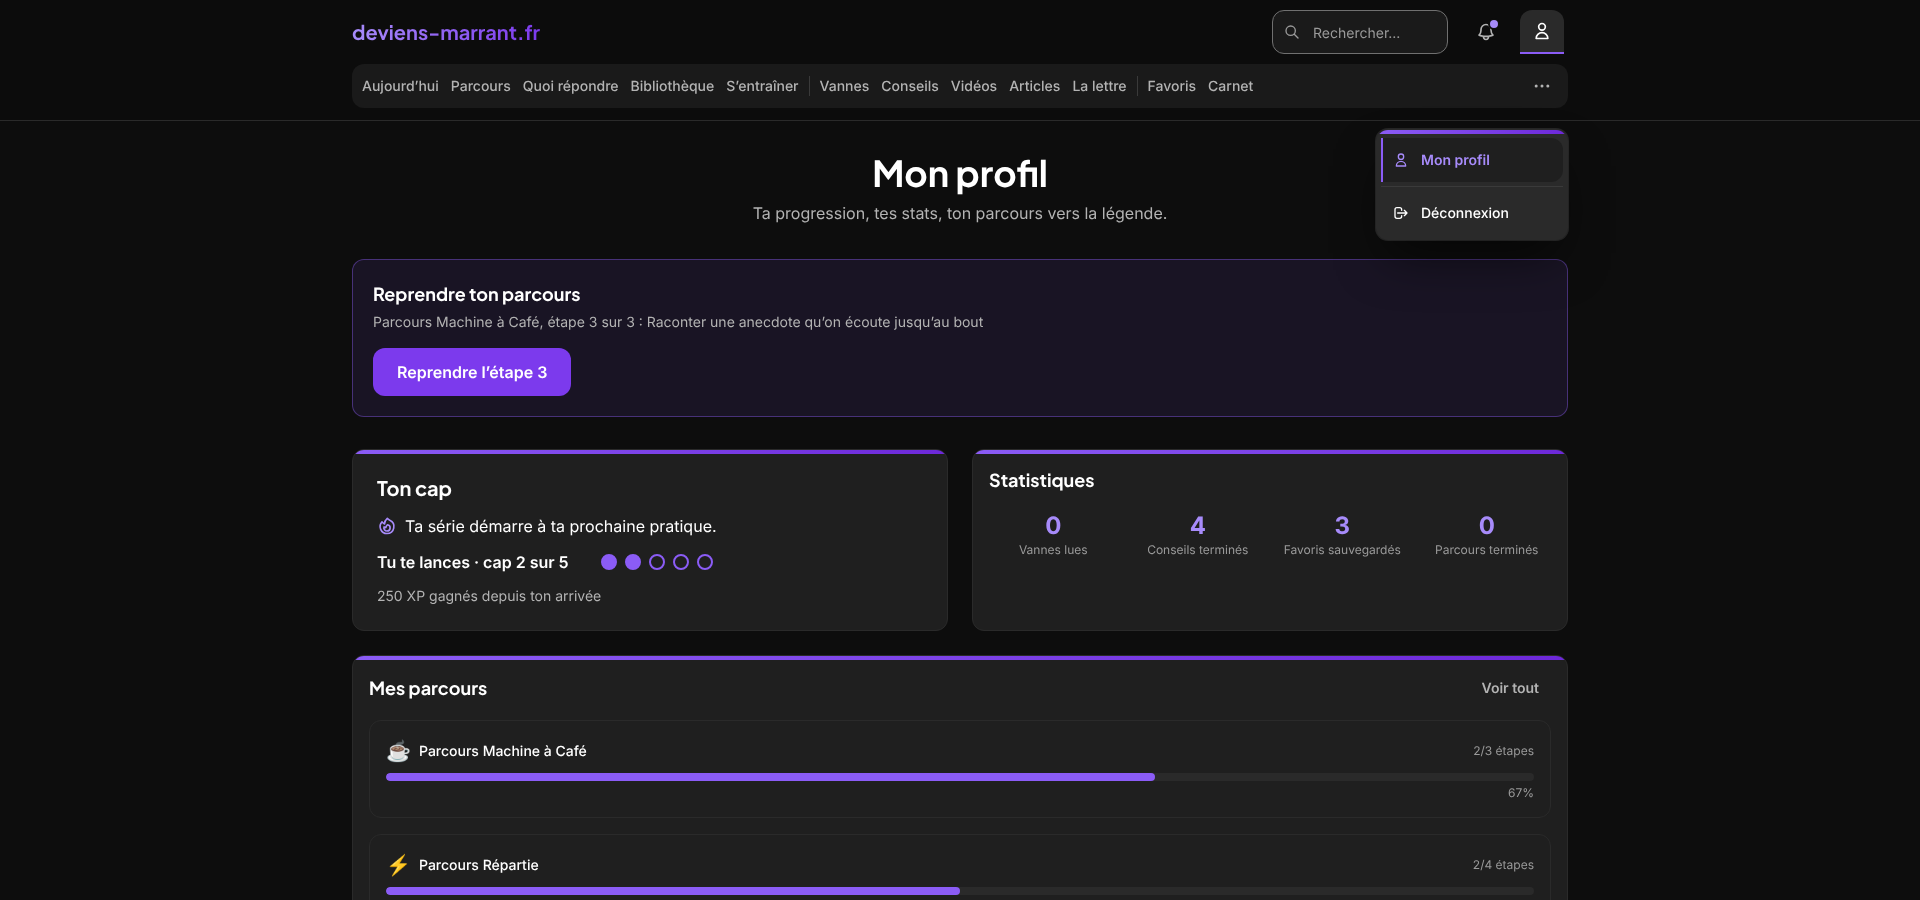 deviens-marrant.fr
Rechercher...
Aujourd’hui Parcours Quoi répondre Bibliothèque S’entraîner Vannes Conseils Vidéos Articles La lettre Favoris Carnet
Mon profil
Déconnexion
Mon profil
Ta progression, tes stats, ton parcours vers la légende.
Reprendre ton parcours
Parcours Machine à Café, étape 3 sur 3 : Raconter une anecdote qu’on écoute jusqu’au bout
Reprendre l’étape 3
Ton cap
Ta série démarre à ta prochaine pratique.
Tu te lances · cap 2 sur 5
250 XP gagnés depuis ton arrivée
Statistiques
0 4 3 0
Vannes lues Conseils terminés Favoris sauvegardés Parcours terminés
Mes parcours
Voir tout
Parcours Machine à Café
2/3 étapes
67%
Parcours Répartie
2/4 étapes